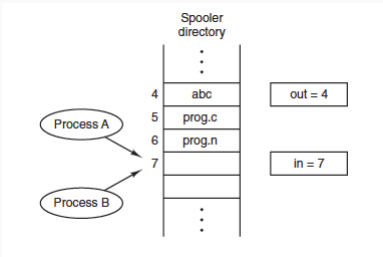 Spooler
directory
4 abc out = 4
Process A
5 prog.c
6 prog.n
7 in = 7
Process B